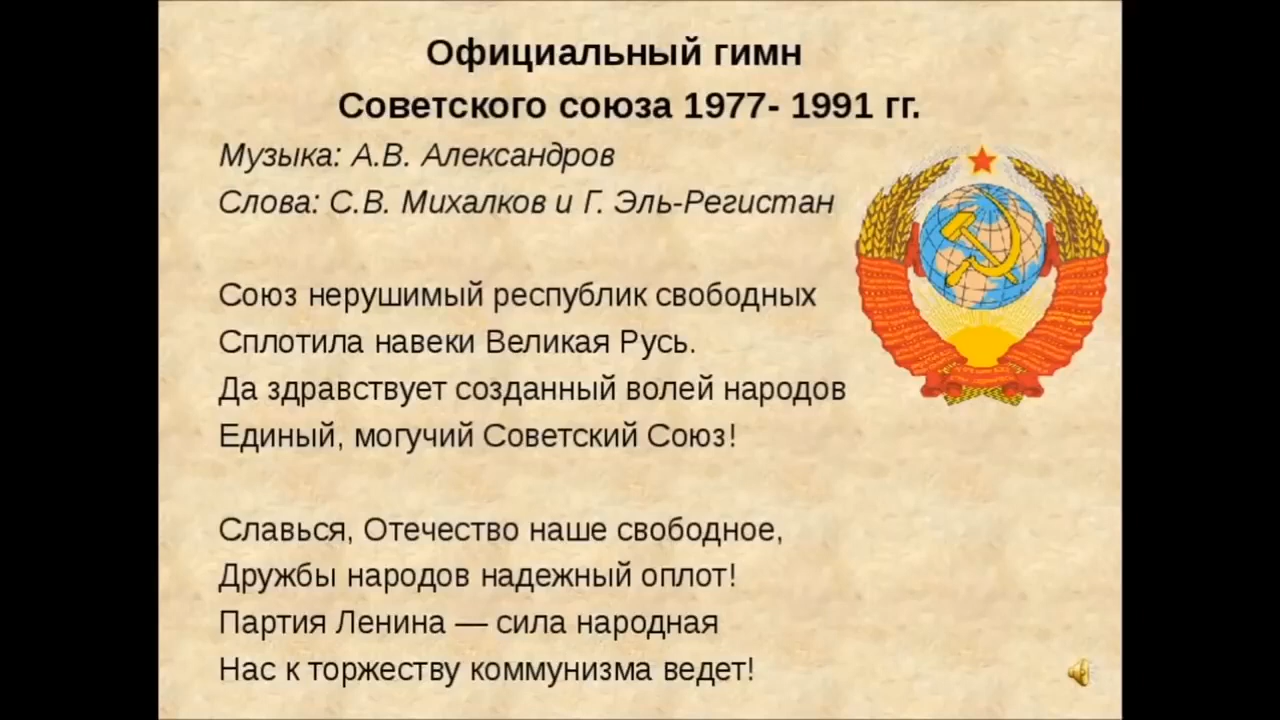 Официальный гимн
Советского союза 1977- 1991 гг.
Музыка: А.В. Александров
Слова: С.В. Михалков и Г. Эль-Регистан
Союз нерушимый республик свободных
Сплотила навеки Великая Русь.
Да здравствует созданный волей народов
Единый, могучий Советский Союз!
Славься, Отечество наше свободное,
Дружбы народов надежный оплот!
Партия Ленина — сила народная
Нас к торжеству коммунизма ведет!